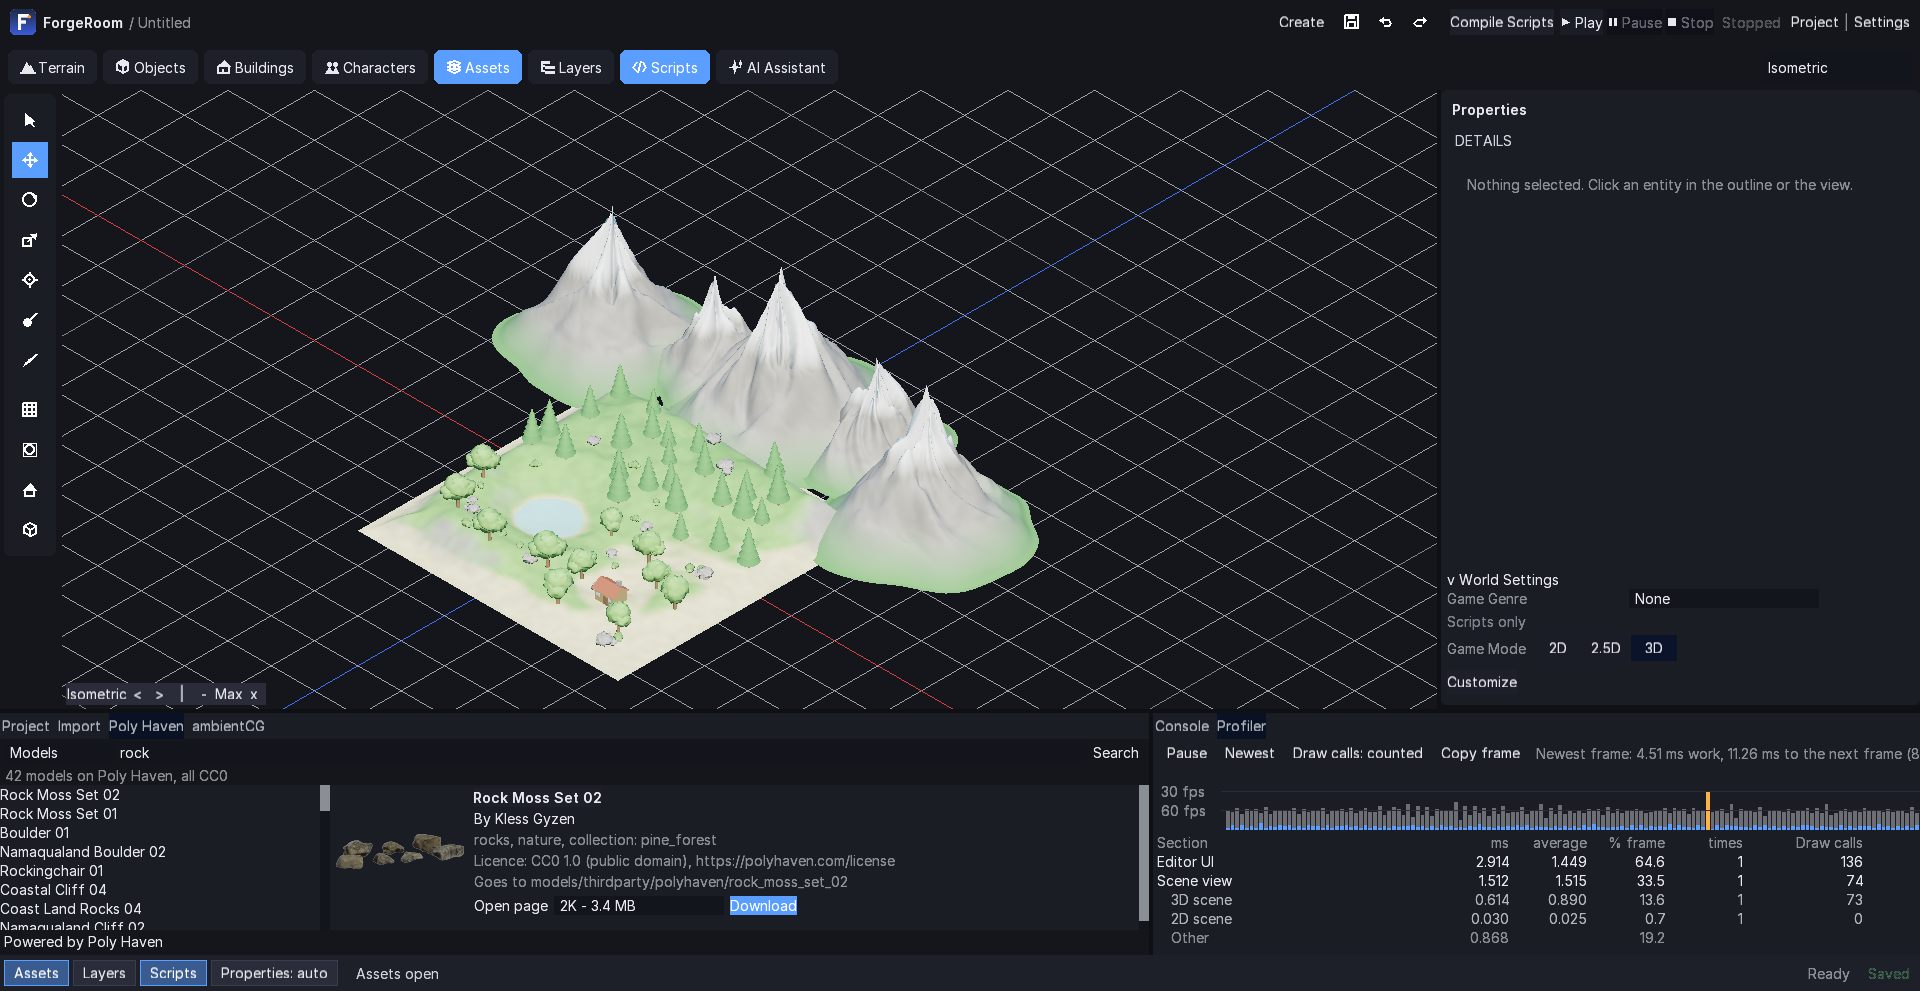 ForgeRoom / Untitled
Create Compile Scripts Play Pause Stop Stopped Project | Settings
Terrain Objects Buildings Characters Assets Layers Scripts AI Assistant Isometric
Properties
DETAILS
Nothing selected. Click an entity in the outline or the view.
v World Settings
Game Genre None
Scripts only
Game Mode 2D 2.5D 3D
Customize
Isometric < > | - Max x
Project Import Poly Haven ambientCG
Models rock Search
42 models on Poly Haven, all CC0
Rock Moss Set 02
Rock Moss Set 01
Boulder 01
Namaqualand Boulder 02
Rockingchair 01
Coastal Cliff 04
Coast Land Rocks 04
Namaqualand Cliff 02
Powered by Poly Haven
Rock Moss Set 02
By Kless Gyzen
rocks, nature, collection: pine_forest
Licence: CC0 1.0 (public domain), https://polyhaven.com/license
Goes to models/thirdparty/polyhaven/rock_moss_set_02
Open page 2K - 3.4 MB Download
Console Profiler
Pause Newest Draw calls: counted Copy frame Newest frame: 4.51 ms work, 11.26 ms to the next frame (8
30 fps
60 fps
Section ms average % frame times Draw calls
Editor UI 2.914 1.449 64.6 1 136
Scene view 1.512 1.515 33.5 1 74
3D scene 0.614 0.890 13.6 1 73
2D scene 0.030 0.025 0.7 1 0
Other 0.868 19.2
Assets Layers Scripts Properties: auto Assets open Ready Saved